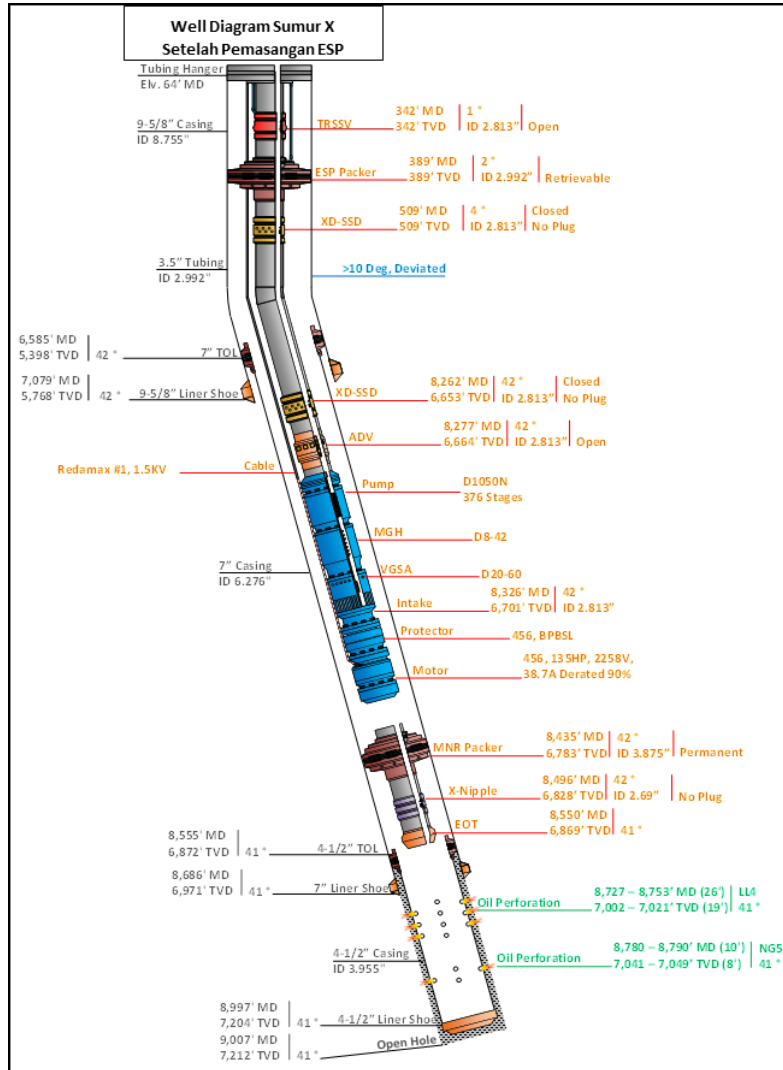 Well Diagram Sumur X
Setelah Pemasangan ESP
Tubing Hanger
Elv. 64' MD
9-5/8" Casing
ID 8.755"
TRSSV
342' MD
342' TVD
1 °
ID 2.813"
Open
ESP Packer
389' MD
389' TVD
2 °
ID 2.992"
Retrievable
XD-SSD
509' MD
509' TVD
4 °
ID 2.813"
Closed
No Plug
3.5" Tubing
ID 2.992"
>10 Deg, Deviated
6,585' MD
5,398' TVD
42 °
7" TOL
7,079' MD
5,768' TVD
42 °
9-5/8" Liner Shoe
XD-SSD
8,262' MD
6,653' TVD
42 °
ID 2.813"
Closed
No Plug
ADV
8,277' MD
6,664' TVD
42 °
ID 2.813"
Open
Redamax #1, 1.5KV
Cable
Pump
D1050N
376 Stages
MGH
D8-42
7" Casing
ID 6.276"
VGSA
D20-60
Intake
8,326' MD
6,701' TVD
42 °
ID 2.813"
Protector
456, BPBSL
Motor
456, 135HP, 2258V,
38.7A Derated 90%
MNR Packer
8,435' MD
6,783' TVD
42 °
ID 3.875"
Permanent
X-Nipple
8,496' MD
6,828' TVD
42 °
ID 2.69"
No Plug
EOT
8,550' MD
6,869' TVD
41 °
8,555' MD
6,872' TVD
41 °
4-1/2" TOL
8,686' MD
6,971' TVD
41 °
7" Liner Shoe
Oil Perforation
8,727 – 8,753' MD (26')
7,002 – 7,021' TVD (19')
LL4
41 °
Oil Perforation
8,780 – 8,790' MD (10')
7,041 – 7,049' TVD (8')
NG5
41 °
4-1/2" Casing
ID 3.955"
8,997' MD
7,204' TVD
41 °
4-1/2" Liner Shoe
9,007' MD
7,212' TVD
41 °
Open Hole